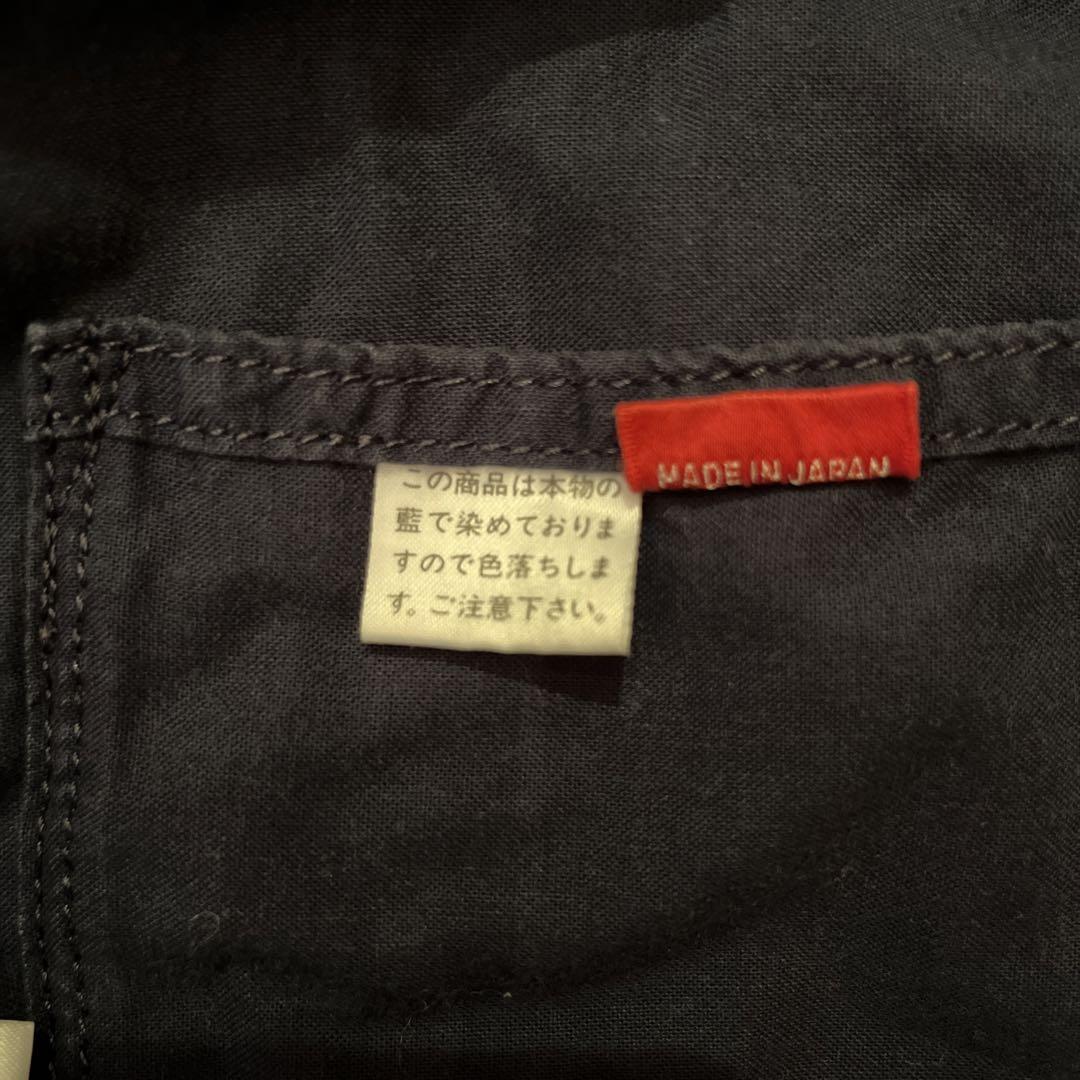 この商品は本物の
藍で染めておりま
すので色落ちしま
す。ご注意下さい。
MADE IN JAPAN